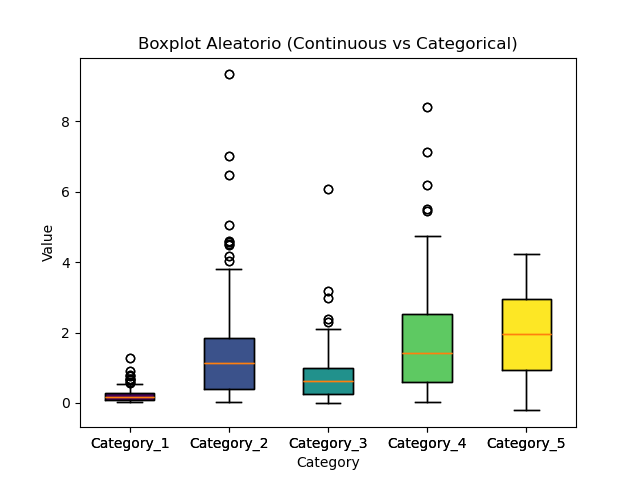 Boxplot Aleatorio (Continuous vs Categorical)
8
6
4
2
0
Value
Category_1 Category_2 Category_3 Category_4 Category_5
Category